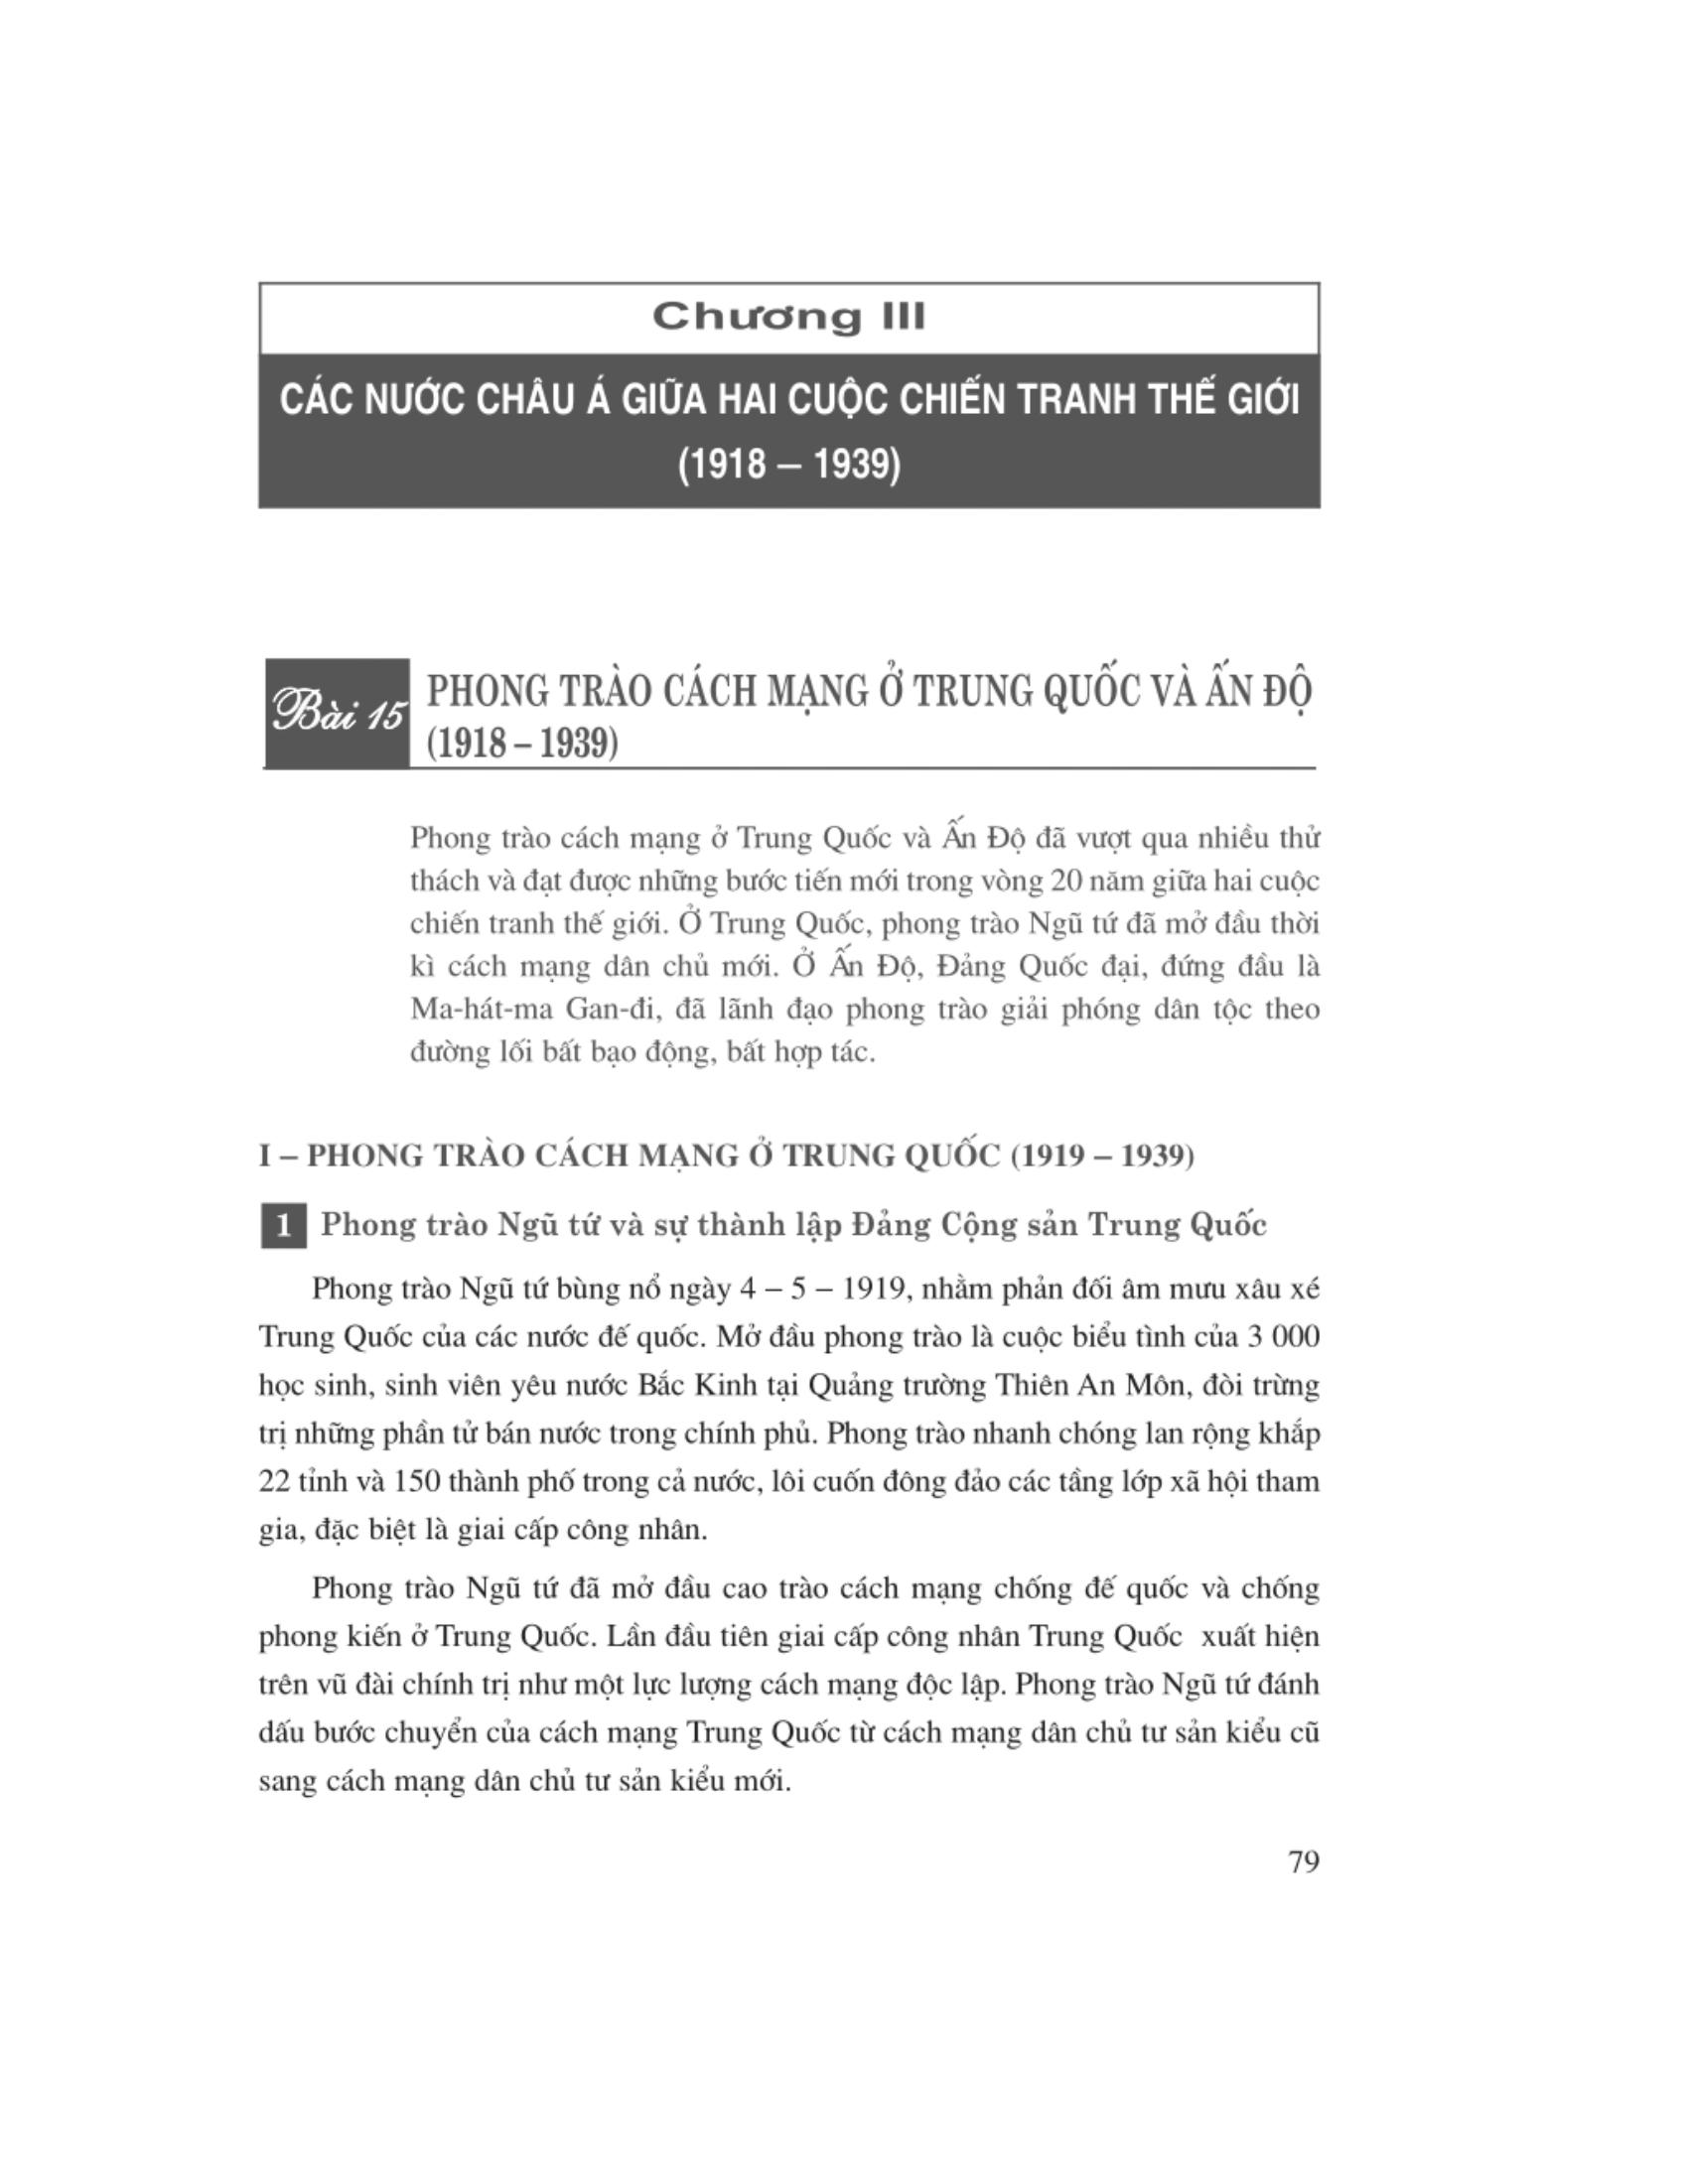 Chương III
CÁC NƯỚC CHÂU Á GIỮA HAI CUỘC CHIẾN TRANH THẾ GIỚI
(1918 – 1939)
Bài 15
PHONG TRÀO CÁCH MẠNG Ở TRUNG QUỐC VÀ ẤN ĐỘ
(1918 – 1939)
Phong trào cách mạng ở Trung Quốc và Ấn Độ đã vượt qua nhiều thử
thách và đạt được những bước tiến mới trong vòng 20 năm giữa hai cuộc
chiến tranh thế giới. Ở Trung Quốc, phong trào Ngũ tứ đã mở đầu thời
kì cách mạng dân chủ mới. Ở Ấn Độ, Đảng Quốc đại, đứng đầu là
Ma-hát-ma Gan-đi, đã lãnh đạo phong trào giải phóng dân tộc theo
đường lối bất bạo động, bất hợp tác.
I – PHONG TRÀO CÁCH MẠNG Ở TRUNG QUỐC (1919 – 1939)
1 Phong trào Ngũ tứ và sự thành lập Đảng Cộng sản Trung Quốc
Phong trào Ngũ tứ bùng nổ ngày 4 – 5 – 1919, nhằm phản đối âm mưu xâu xé
Trung Quốc của các nước đế quốc. Mở đầu phong trào là cuộc biểu tình của 3 000
học sinh, sinh viên yêu nước Bắc Kinh tại Quảng trường Thiên An Môn, đòi trừng
trị những phần tử bán nước trong chính phủ. Phong trào nhanh chóng lan rộng khắp
22 tỉnh và 150 thành phố trong cả nước, lôi cuốn đông đảo các tầng lớp xã hội tham
gia, đặc biệt là giai cấp công nhân.
Phong trào Ngũ tứ đã mở đầu cao trào cách mạng chống đế quốc và chống
phong kiến ở Trung Quốc. Lần đầu tiên giai cấp công nhân Trung Quốc xuất hiện
trên vũ đài chính trị như một lực lượng cách mạng độc lập. Phong trào Ngũ tứ đánh
dấu bước chuyển của cách mạng Trung Quốc từ cách mạng dân chủ tư sản kiểu cũ
sang cách mạng dân chủ tư sản kiểu mới.
79